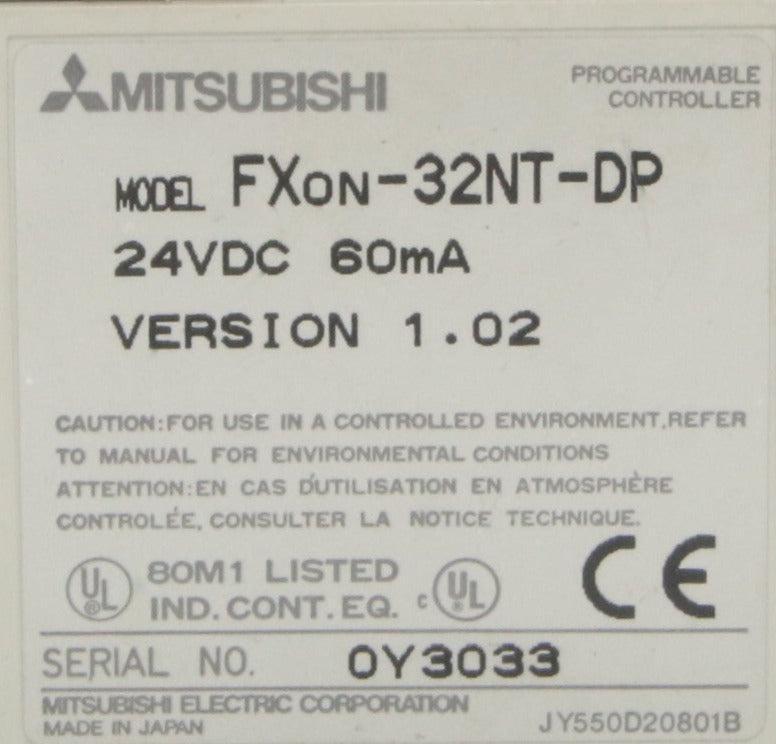 MITSUBISHI
PROGRAMMABLE
CONTROLLER
MODEL FX0N-32NT-DP
24VDC 60mA
VERSION 1.02
CAUTION:FOR USE IN A CONTROLLED ENVIRONMENT,REFER
TO MANUAL FOR ENVIRONMENTAL CONDITIONS
ATTENTION:EN CAS D'UTILISATION EN ATMOSPHÈRE
CONTROLÉE, CONSULTER LA NOTICE TECHNIQUE.
UL ® 80M1 LISTED c UL ® CE
IND.CONT.EQ.
SERIAL NO. 0Y3033
MITSUBISHI ELECTRIC CORPORATION
MADE IN JAPAN JY550D20801B